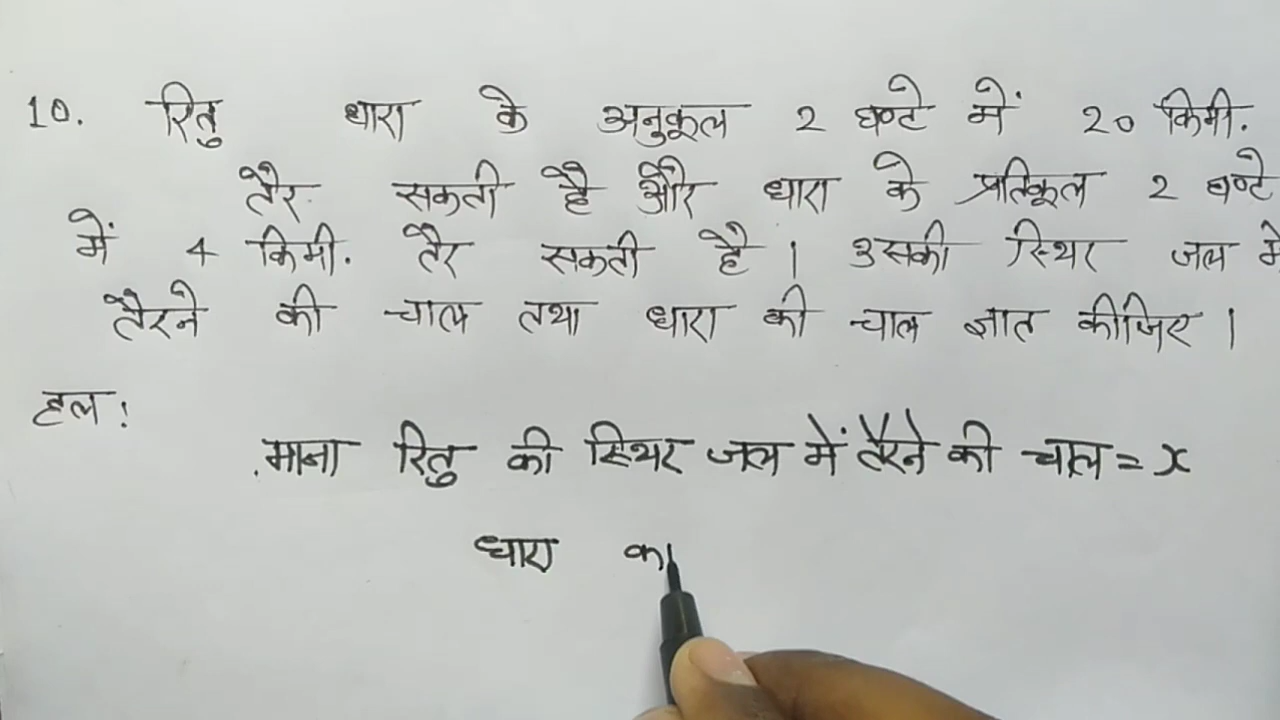 10. रितु धारा के अनुकूल 2 घण्टे में 20 किमी.
तैर सकती है और धारा के प्रतिकूल 2 घण्टे
में 4 किमी. तैर सकती है । उसकी स्थिर जल मे
तैरने की चाल तथा धारा की चाल ज्ञात कीजिए ।
हल :
माना रितु की स्थिर जल में तैरने की चाल = x
धारा का